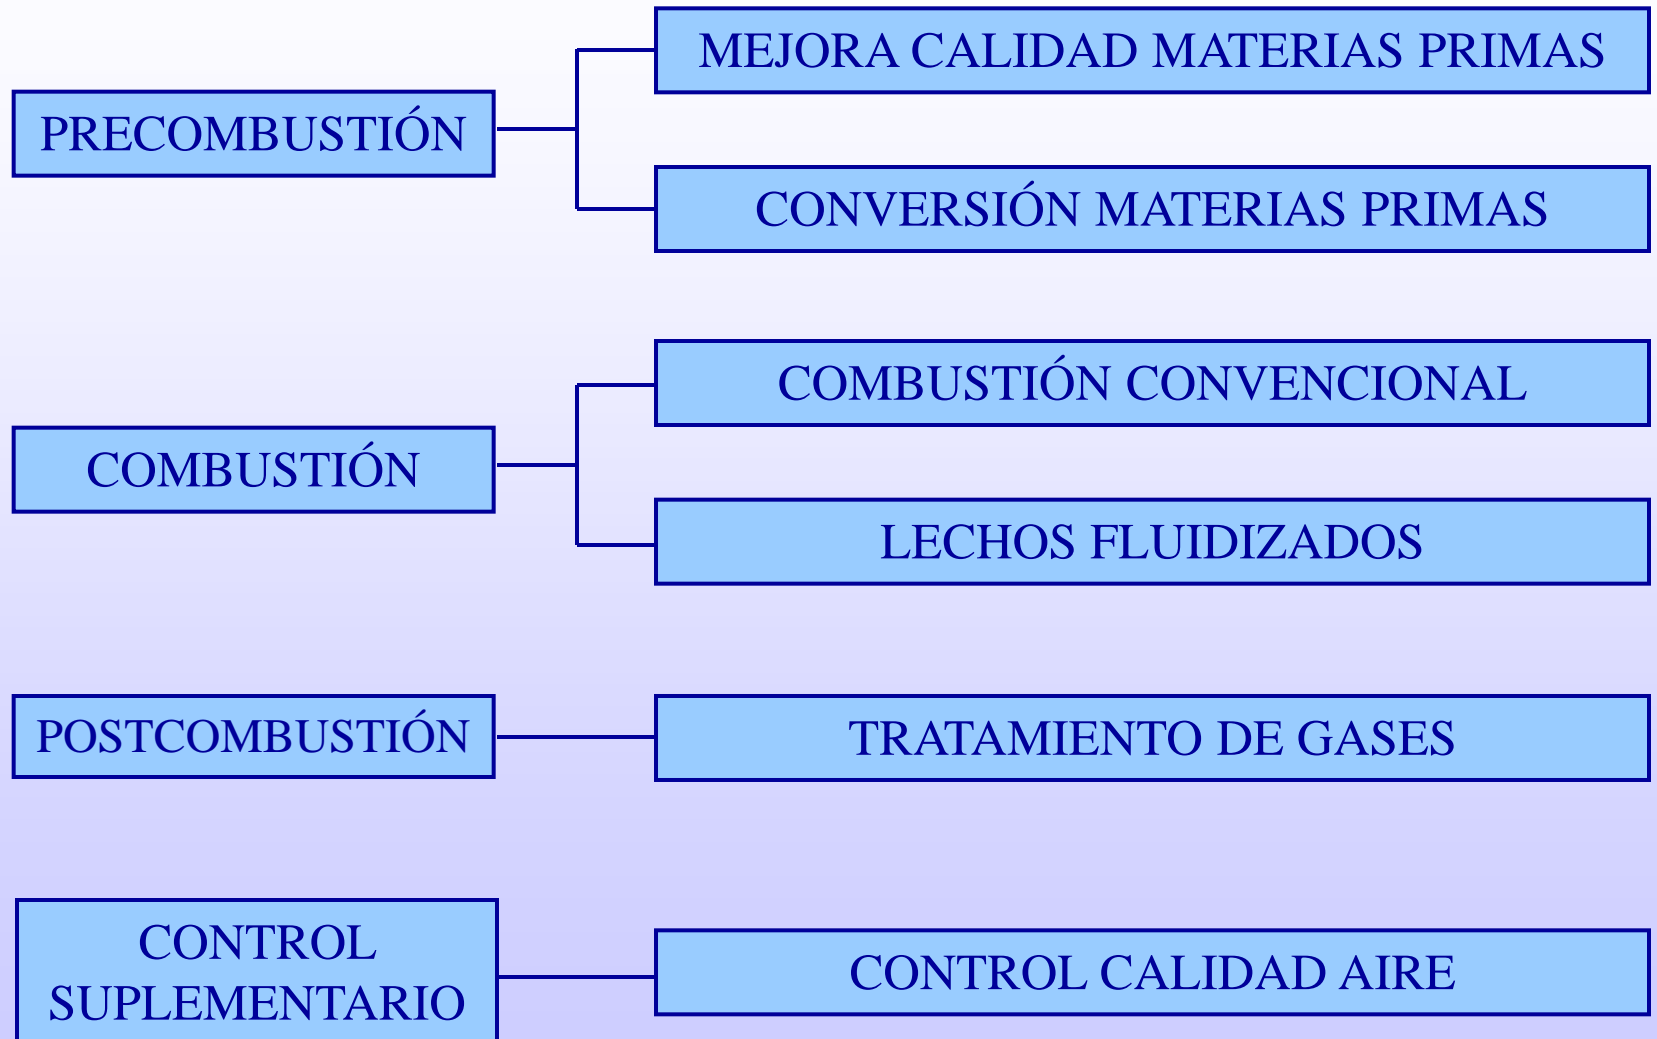 MEJORA CALIDAD MATERIAS PRIMAS
PRECOMBUSTIÓN
CONVERSIÓN MATERIAS PRIMAS
COMBUSTIÓN CONVENCIONAL
COMBUSTIÓN
LECHOS FLUIDIZADOS
POSTCOMBUSTIÓN
TRATAMIENTO DE GASES
CONTROL
SUPLEMENTARIO
CONTROL CALIDAD AIRE